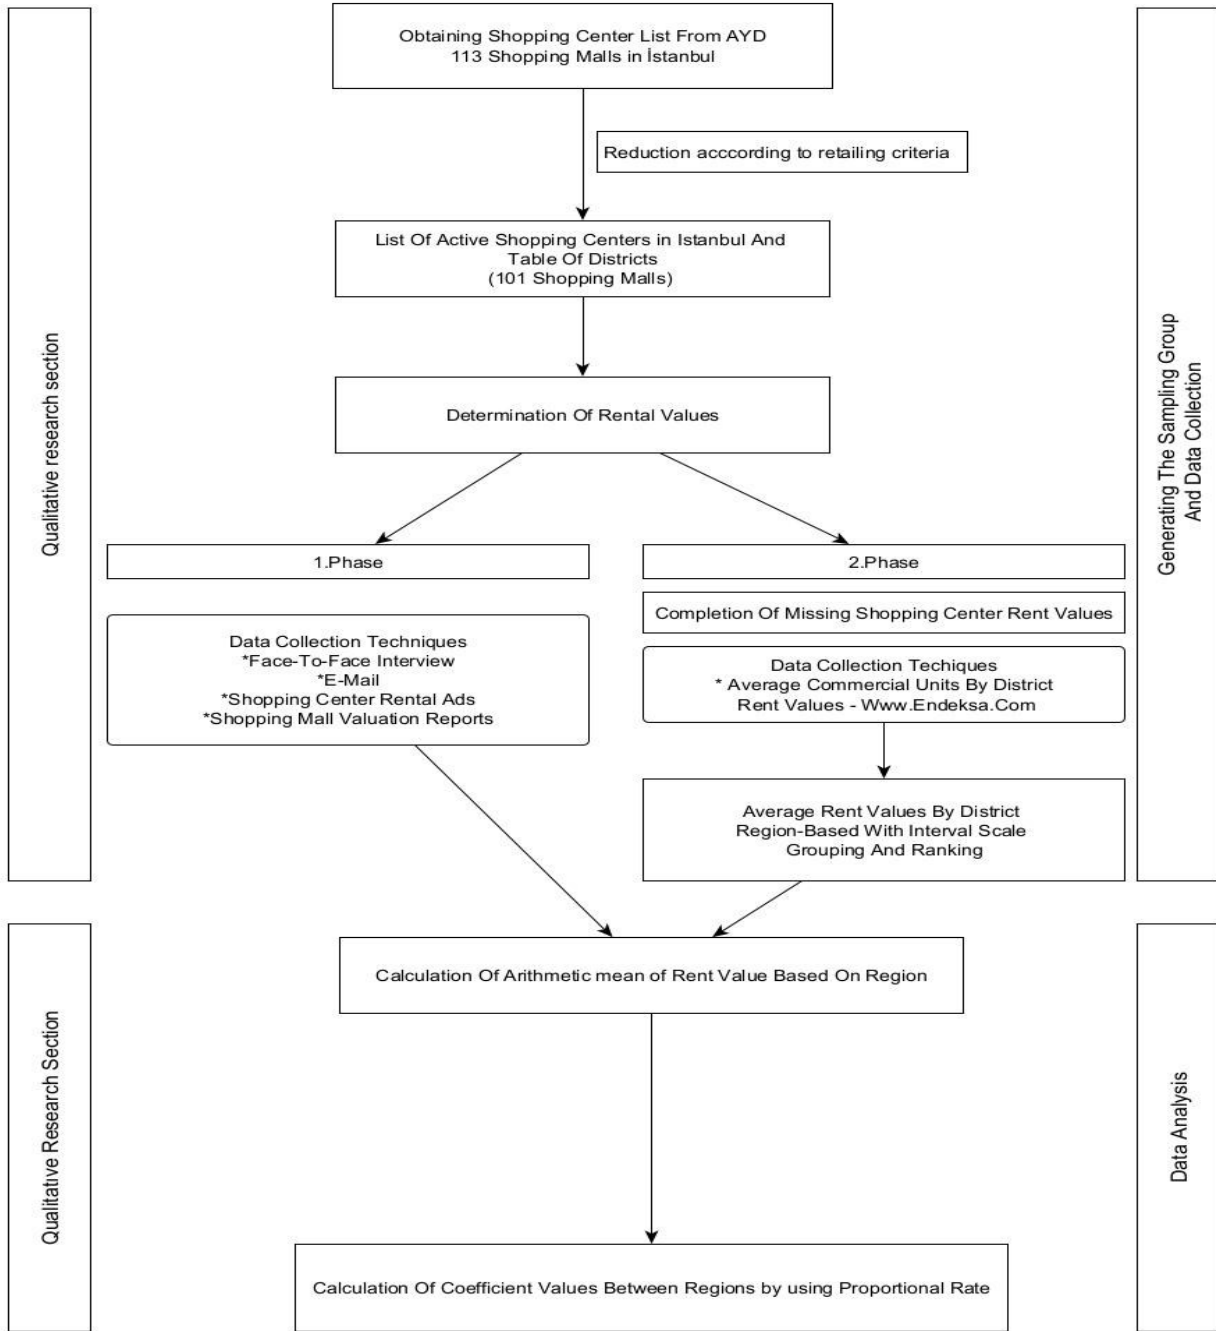 Obtaining Shopping Center List From AYD
113 Shopping Malls in İstanbul
Reduction acccording to retailing criteria
List Of Active Shopping Centers in Istanbul And
Table Of Districts
(101 Shopping Malls)
Determination Of Rental Values
1.Phase
2.Phase
Completion Of Missing Shopping Center Rent Values
Data Collection Techniques
*Face-To-Face Interview
*E-Mail
*Shopping Center Rental Ads
*Shopping Mall Valuation Reports
Data Collection Techiques
* Average Commercial Units By District
Rent Values - Www.Endeksa.Com
Average Rent Values By District
Region-Based With Interval Scale
Grouping And Ranking
Calculation Of Arithmetic mean of Rent Value Based On Region
Calculation Of Coefficient Values Between Regions by using Proportional Rate
Qualitative research section
Qualitative Research Section
Generating The Sampling Group
And Data Collection
Data Analysis